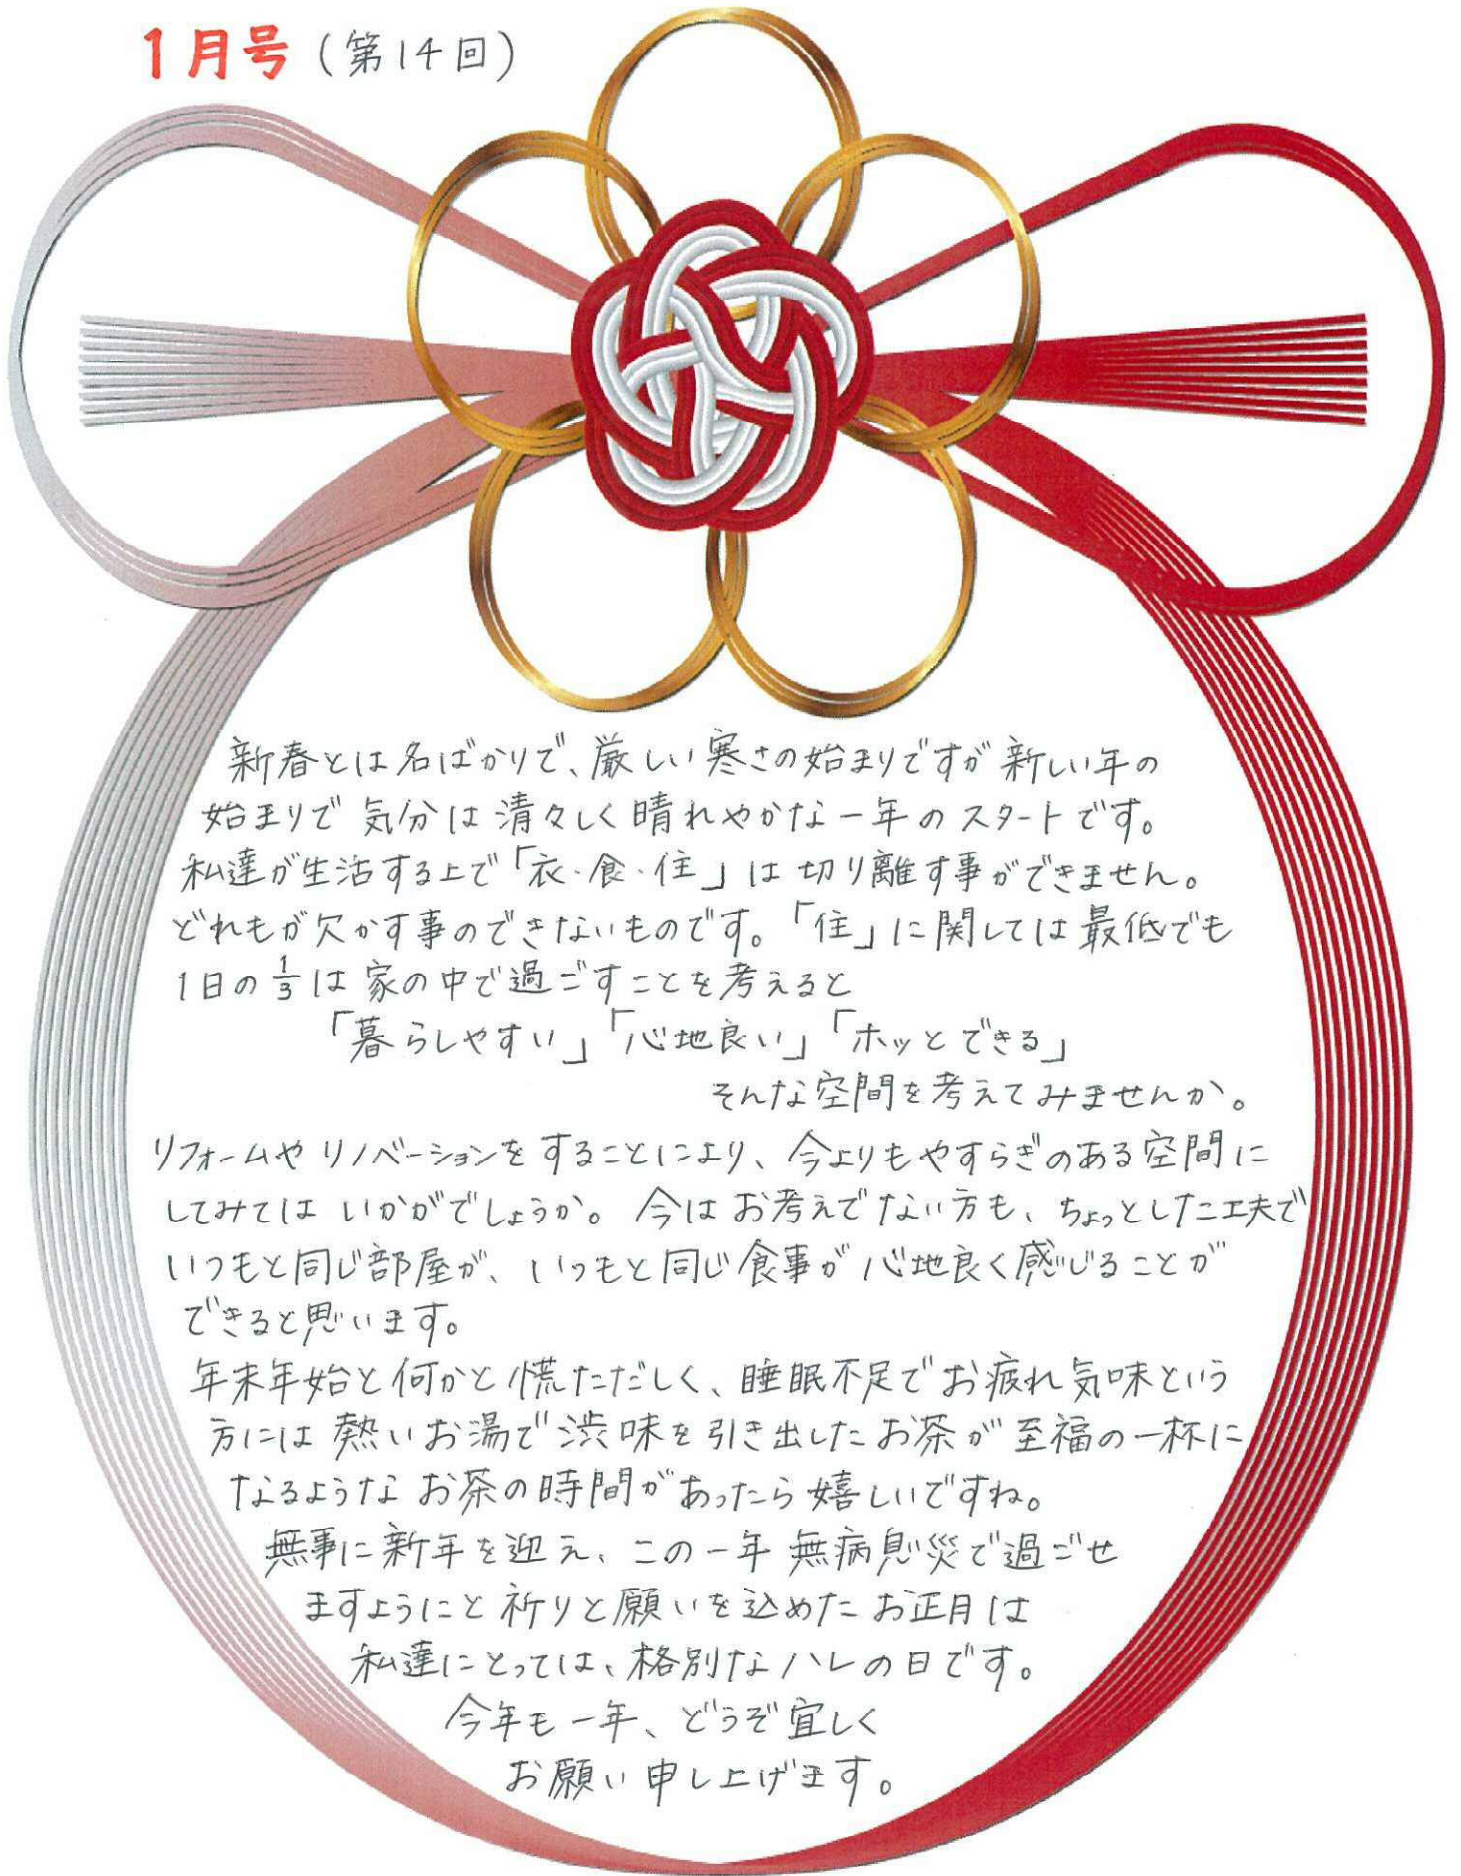 1月号(第14回)
新春とは名ばかりで、厳しい寒さの始まりですが新しい年の
始まりで気分は清々しく晴れやかな一年のスタートです。
私達が生活する上で「衣・食・住」は切り離す事ができません。
どれもが欠かす事のできないものです。「住」に関しては最低でも
1日の1/3は家の中で過ごすことを考えると
「暮らしやすい」「心地良い」「ホッとできる」
そんな空間を考えてみませんか。
リフォームやリノベーションをすることにより、今よりもやすらぎのある空間に
してみてはいかがでしょうか。今はお考えでない方も、ちょっとした工夫で
いつもと同じ部屋が、いつもと同じ食事が心地良く感じることが
できると思います。
年末年始と何かと慌ただしく、睡眠不足でお疲れ気味という
方には熱いお湯で渋味を引き出したお茶が至福の一杯に
なるようなお茶の時間があったら嬉しいですね。
無事に新年を迎え、この一年無病息災で過ごせ
ますようにと祈りと願いを込めたお正月は
私達にとっては、格別なハレの日です。
今年も一年、どうぞ宜しく
お願い申し上げます。